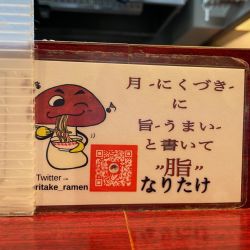 月-にくづき-
に
旨-うまい-
と書いて
"脂"
なりたけ
Twitter→
ritake_ramen